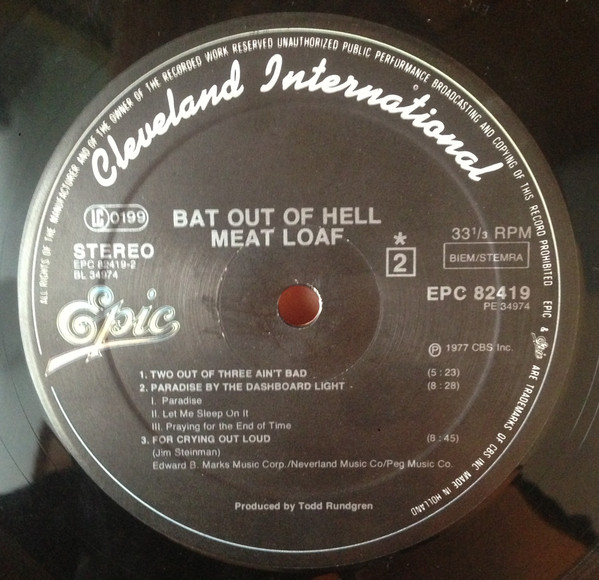 ALL RIGHTS OF THE MANUFACTURER AND OF THE OWNER OF THE RECORDED WORK RESERVED UNAUTHORIZED PUBLIC PERFORMANCE BROADCASTING AND COPYING OF THIS RECORD PROHIBITED EPIC & Epic ARE TRADEMARKS OF CBS INC MADE IN HOLLAND
Cleveland International
LC 0199
BAT OUT OF HELL
MEAT LOAF
STEREO
EPC 82419-2
BL 34974
*
2
33 1/3 RPM
BIEM/STEMRA
EPC 82419
PE 34974
Epic
Ⓟ 1977 CBS Inc.
1. TWO OUT OF THREE AIN'T BAD (5:23)
2. PARADISE BY THE DASHBOARD LIGHT (8:28)
I. Paradise
II. Let Me Sleep On It
III. Praying for the End of Time
3. FOR CRYING OUT LOUD (8:45)
(Jim Steinman)
Edward B. Marks Music Corp./Neverland Music Co/Peg Music Co.
Produced by Todd Rundgren